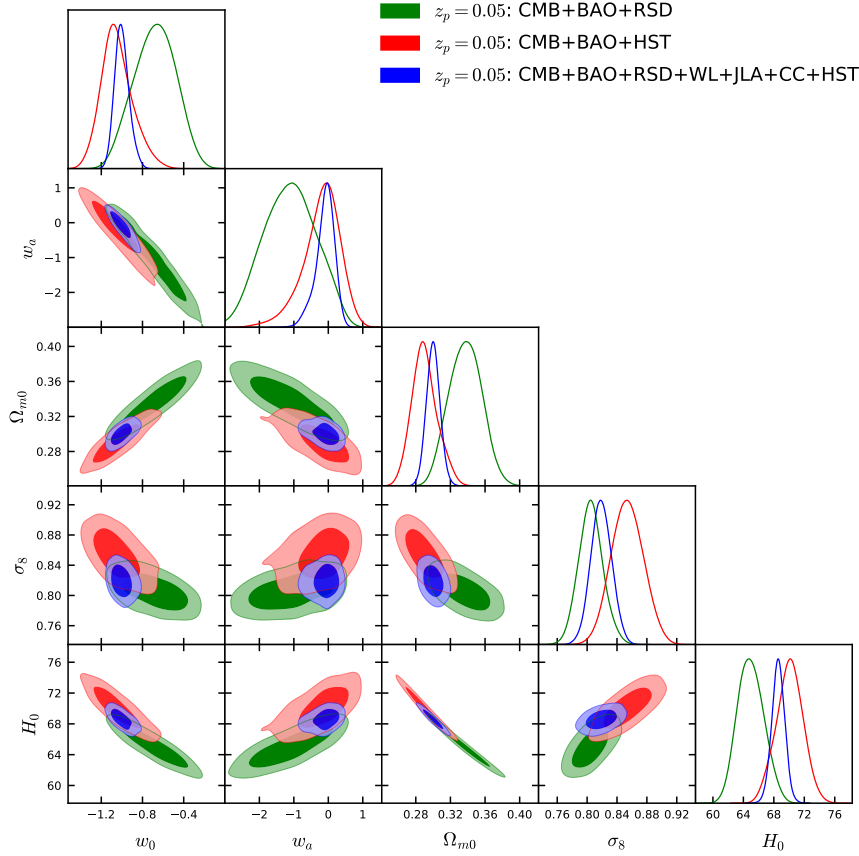 z_p = 0.05: CMB+BAO+RSD
z_p = 0.05: CMB+BAO+HST
z_p = 0.05: CMB+BAO+RSD+WL+JLA+CC+HST
1
0
−1
−2
w_a
0.40
0.36
0.32
0.28
Ω_{m0}
0.92
0.88
0.84
0.80
0.76
σ_8
76
72
68
64
60
H_0
−1.2 −0.8 −0.4
w_0
−2 −1 0 1
w_a
0.28 0.32 0.36 0.40
Ω_{m0}
0.76 0.80 0.84 0.88 0.92
σ_8
60 64 68 72 76
H_0